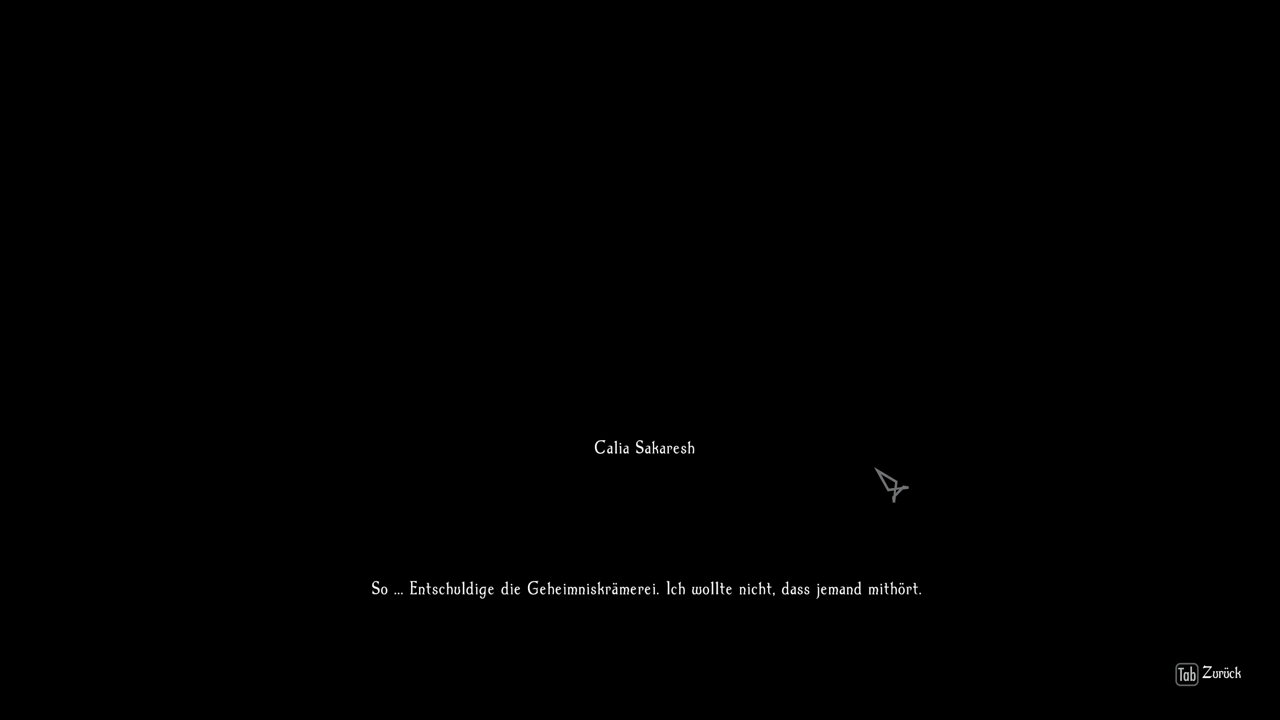 Calia Sakaresh
So ... Entschuldige die Geheimniskrämerei. Ich wollte nicht, dass jemand mithört.
Tab Zurück